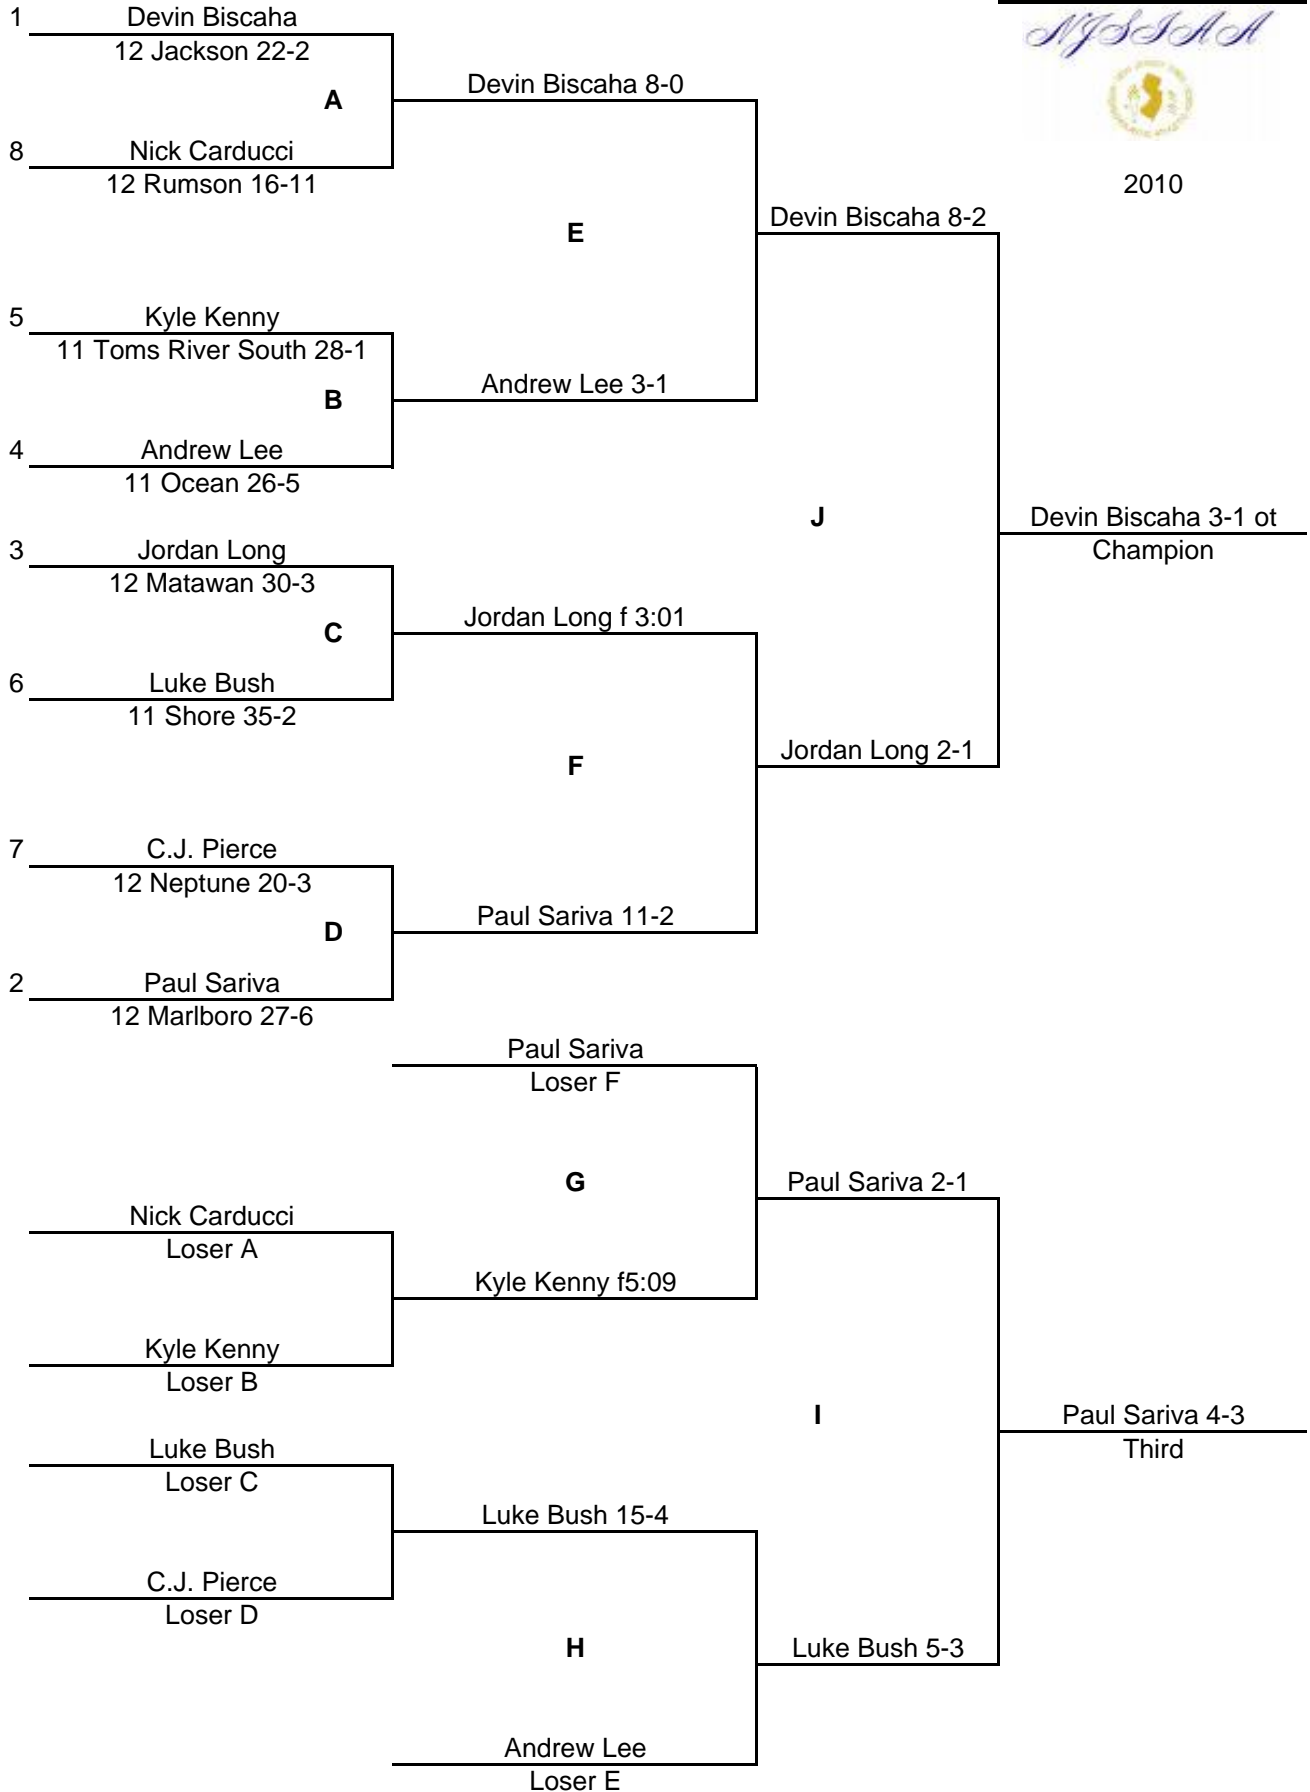 NJSIAA
2010
1
Devin Biscaha
12 Jackson 22-2
A
8
Nick Carducci
12 Rumson 16-11
Devin Biscaha 8-0
E
5
Kyle Kenny
11 Toms River South 28-1
B
4
Andrew Lee
11 Ocean 26-5
Andrew Lee 3-1
Devin Biscaha 8-2
J
Devin Biscaha 3-1 ot
Champion
3
Jordan Long
12 Matawan 30-3
C
6
Luke Bush
11 Shore 35-2
Jordan Long f 3:01
F
Jordan Long 2-1
7
C.J. Pierce
12 Neptune 20-3
D
2
Paul Sariva
12 Marlboro 27-6
Paul Sariva 11-2
Paul Sariva
Loser F
G
Paul Sariva 2-1
Nick Carducci
Loser A
Kyle Kenny f5:09
Kyle Kenny
Loser B
I
Paul Sariva 4-3
Third
Luke Bush
Loser C
Luke Bush 15-4
C.J. Pierce
Loser D
H
Luke Bush 5-3
Andrew Lee
Loser E